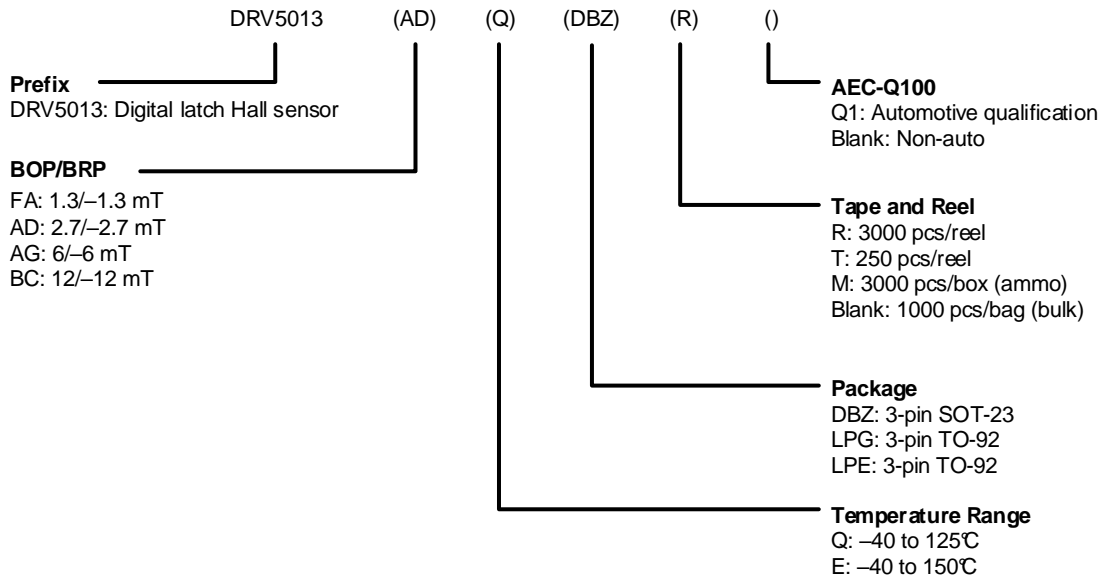 DRV5013 (AD) (Q) (DBZ) (R) ()
Prefix
DRV5013: Digital latch Hall sensor
BOP/BRP
FA: 1.3/–1.3 mT
AD: 2.7/–2.7 mT
AG: 6/–6 mT
BC: 12/–12 mT
AEC-Q100
Q1: Automotive qualification
Blank: Non-auto
Tape and Reel
R: 3000 pcs/reel
T: 250 pcs/reel
M: 3000 pcs/box (ammo)
Blank: 1000 pcs/bag (bulk)
Package
DBZ: 3-pin SOT-23
LPG: 3-pin TO-92
LPE: 3-pin TO-92
Temperature Range
Q: –40 to 125℃
E: –40 to 150℃